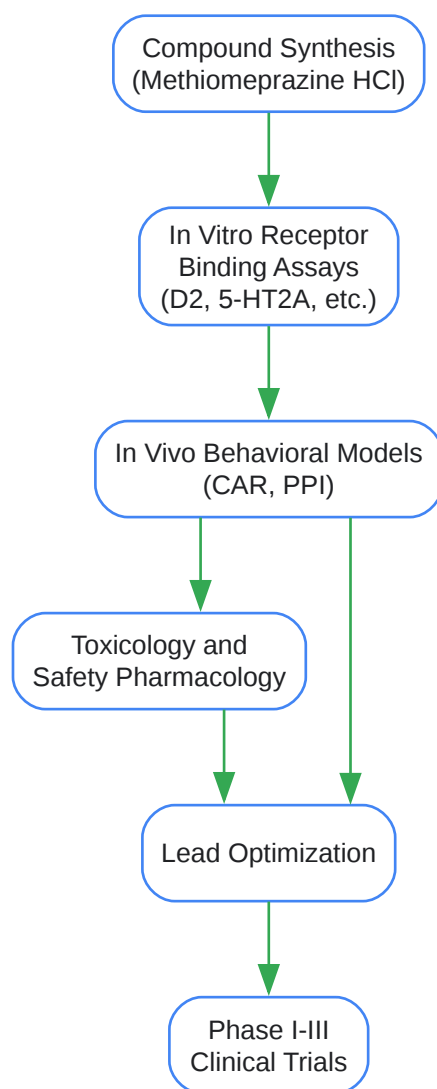 Compound Synthesis
(Methiomeprazine HCl)
In Vitro Receptor
Binding Assays
(D2, 5-HT2A, etc.)
In Vivo Behavioral Models
(CAR, PPI)
Toxicology and
Safety Pharmacology
Lead Optimization
Phase I-III
Clinical Trials